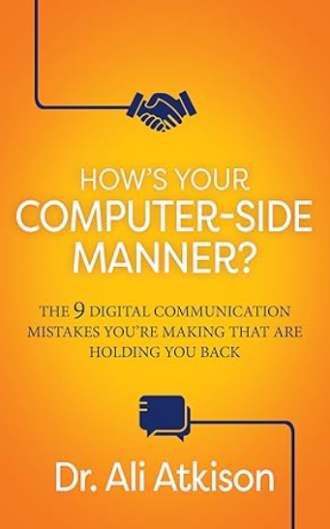 HOW'S YOUR
COMPUTER-SIDE
MANNER?
THE 9 DIGITAL COMMUNICATION
MISTAKES YOU'RE MAKING THAT ARE
HOLDING YOU BACK
Dr. Ali Atkison